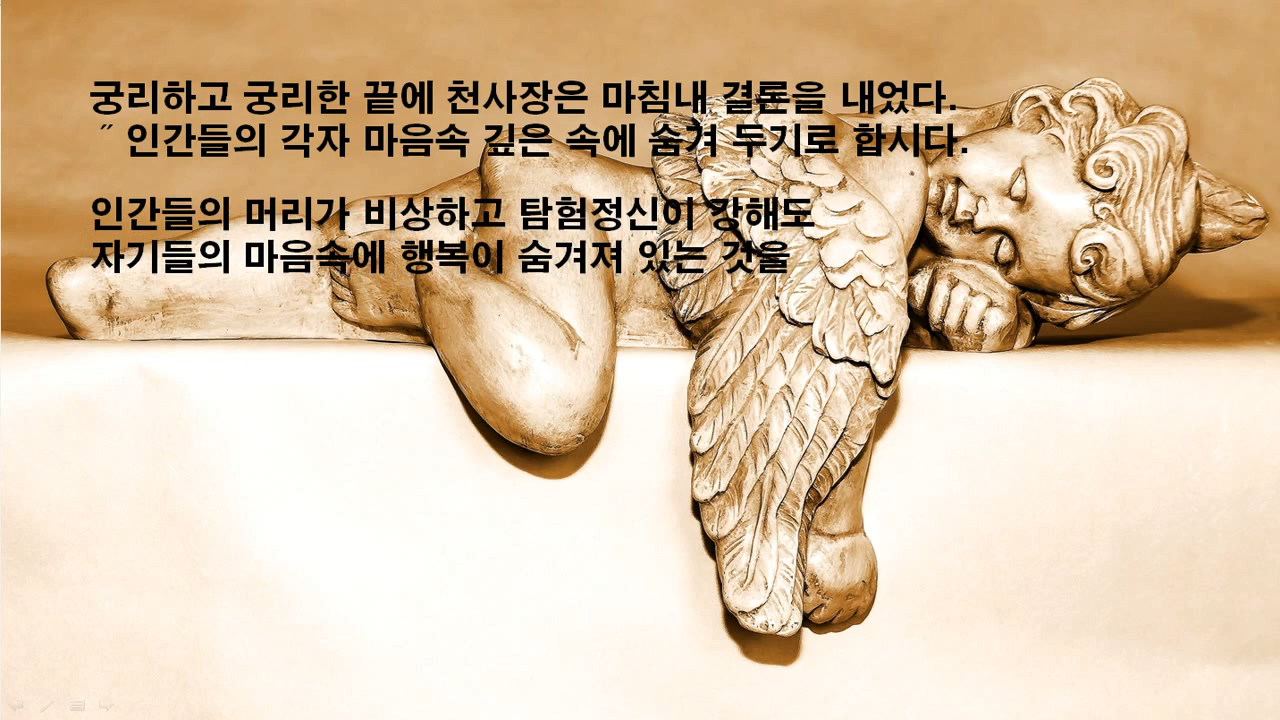 궁리하고 궁리한 끝에 천사장은 마침내 결론을 내었다.
˝ 인간들의 각자 마음속 깊은 속에 숨겨 두기로 합시다.
인간들의 머리가 비상하고 탐험정신이 강해도
자기들의 마음속에 행복이 숨겨져 있는 것을